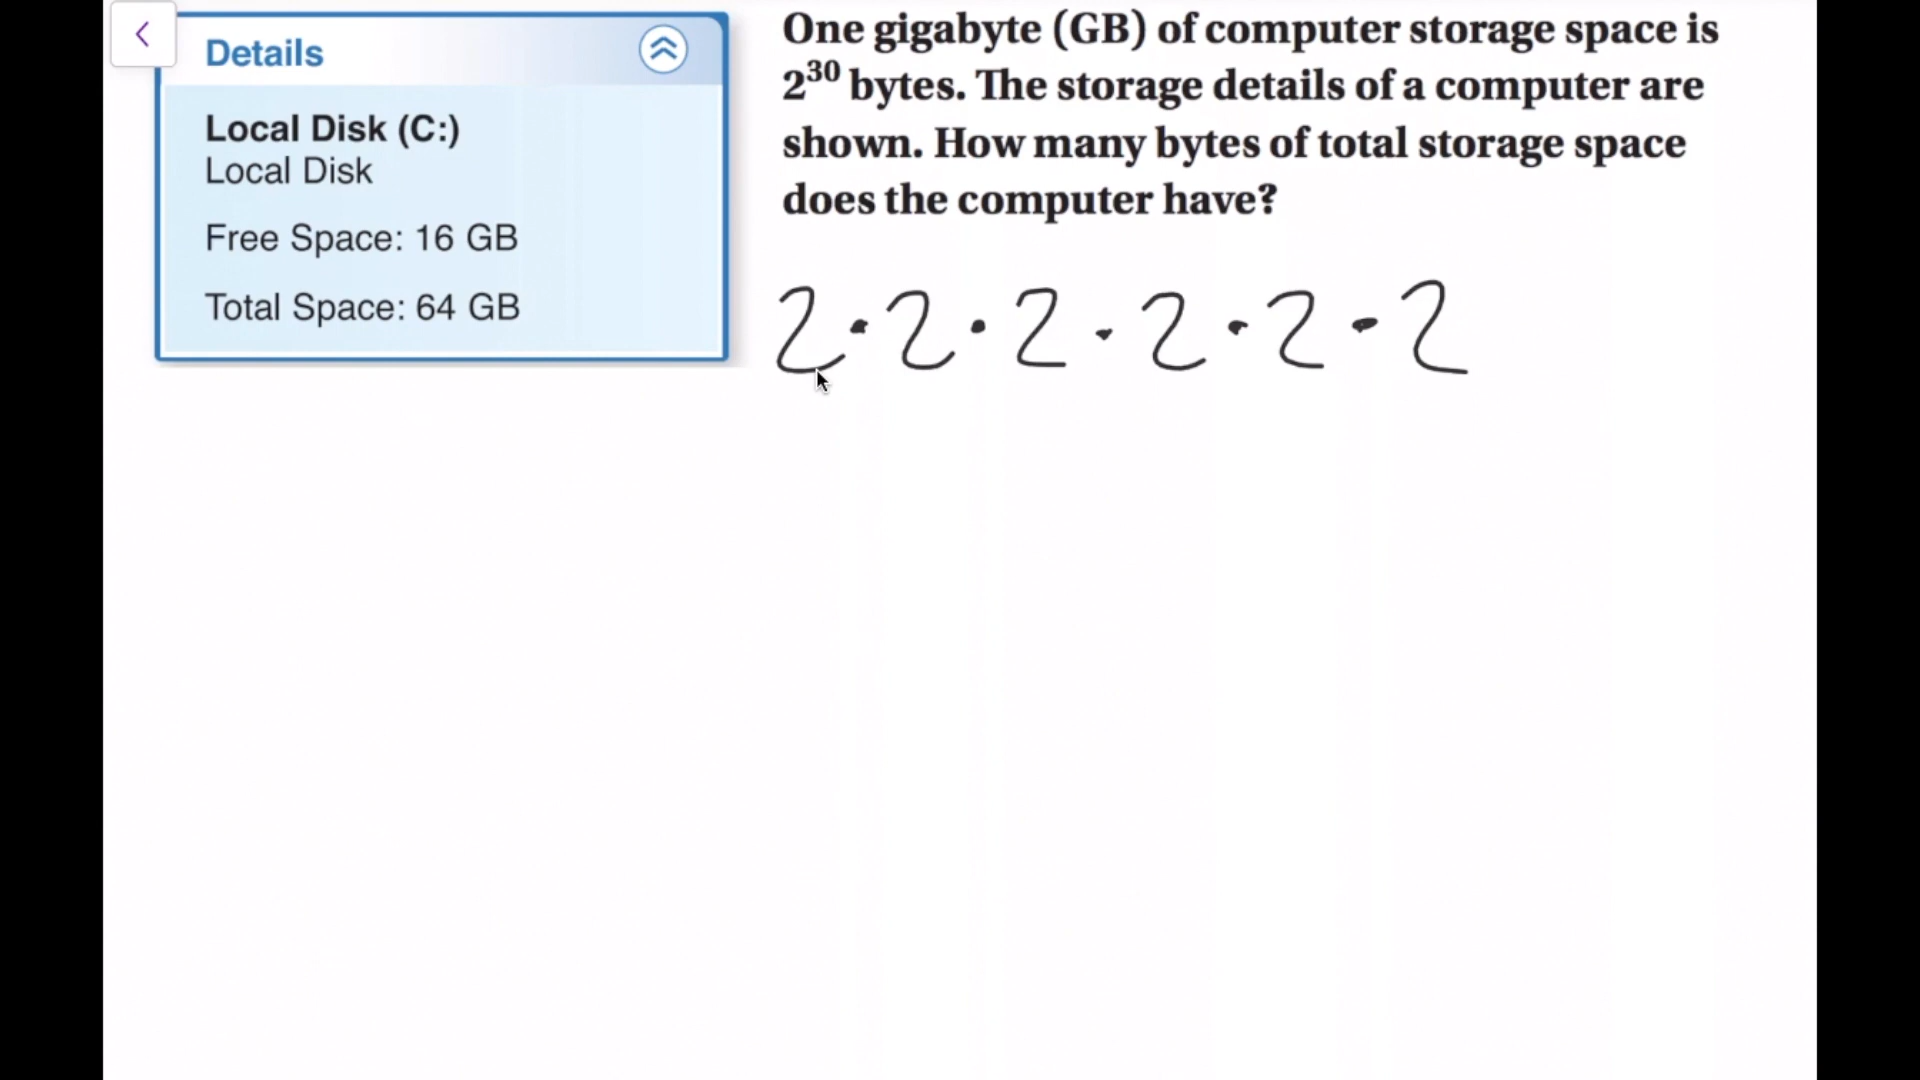 Details
Local Disk (C:)
Local Disk
Free Space: 16 GB
Total Space: 64 GB
One gigabyte (GB) of computer storage space is
2³⁰ bytes. The storage details of a computer are
shown. How many bytes of total storage space
does the computer have?
2 · 2 · 2 · 2 · 2 · 2